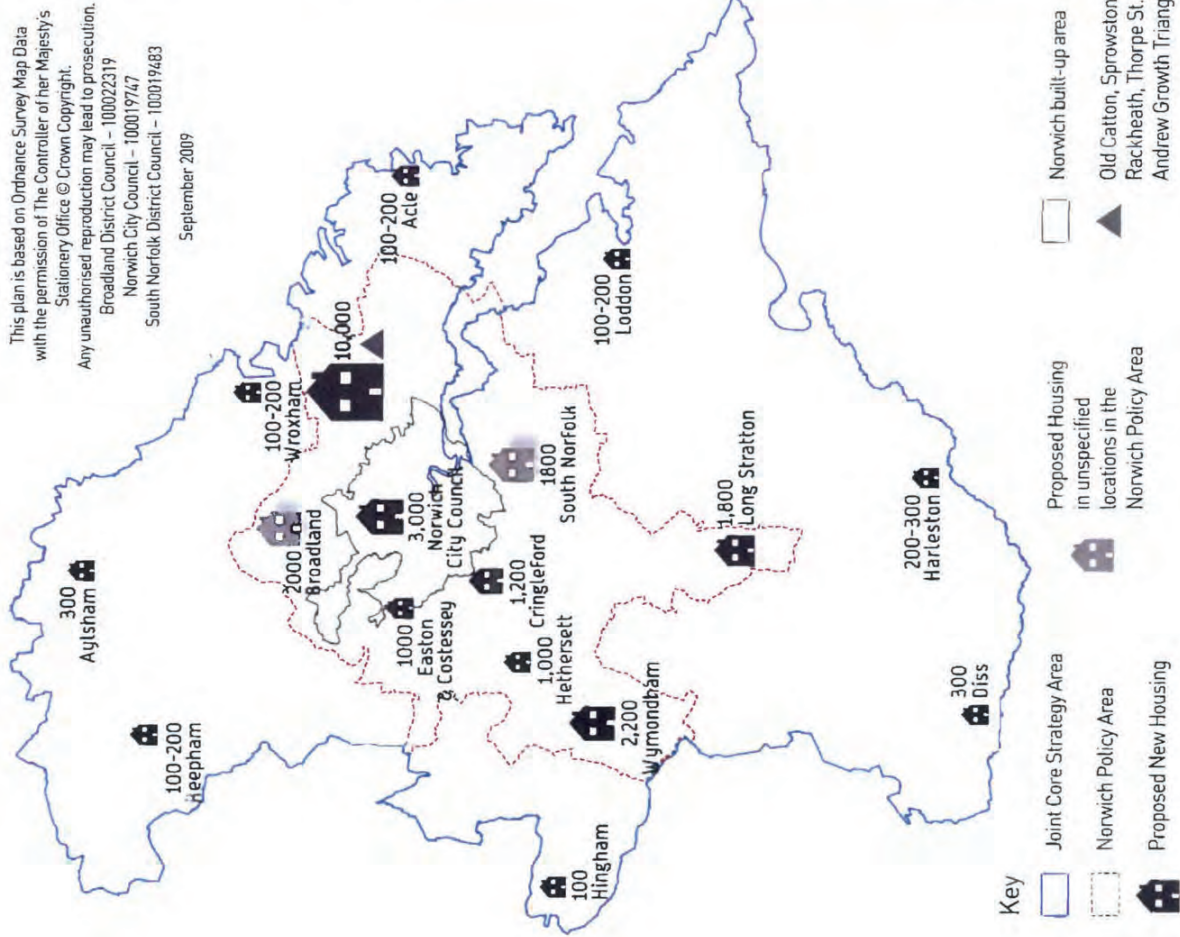 This plan is based on Ordnance Survey Map Data
with the permission of The Controller of her Majesty's
Stationery Office © Crown Copyright.
Any unauthorised reproduction may lead to prosecution.
Broadland District Council – 100022319
Norwich City Council – 100019747
South Norfolk District Council – 100019483
September 2009
300
Aylsham
100-200
Reepham
100-200
Wroxham
10,000
100-200
Acle
2000
Broadland
3,000
Norwich
City Council
1000
Easton
& Costessey
1,200
Cringleford
1,000
Hethersett
1800
South Norfolk
100-200
Loddon
2,200
Wymondham
100
Hingham
1,800
Long Stratton
200-300
Harleston
300
Diss
Key
Joint Core Strategy Area
Norwich Policy Area
Proposed New Housing
Proposed Housing
in unspecified
locations in the
Norwich Policy Area
Norwich built-up area
Old Catton, Sprowston
Rackheath, Thorpe St.
Andrew Growth Triang